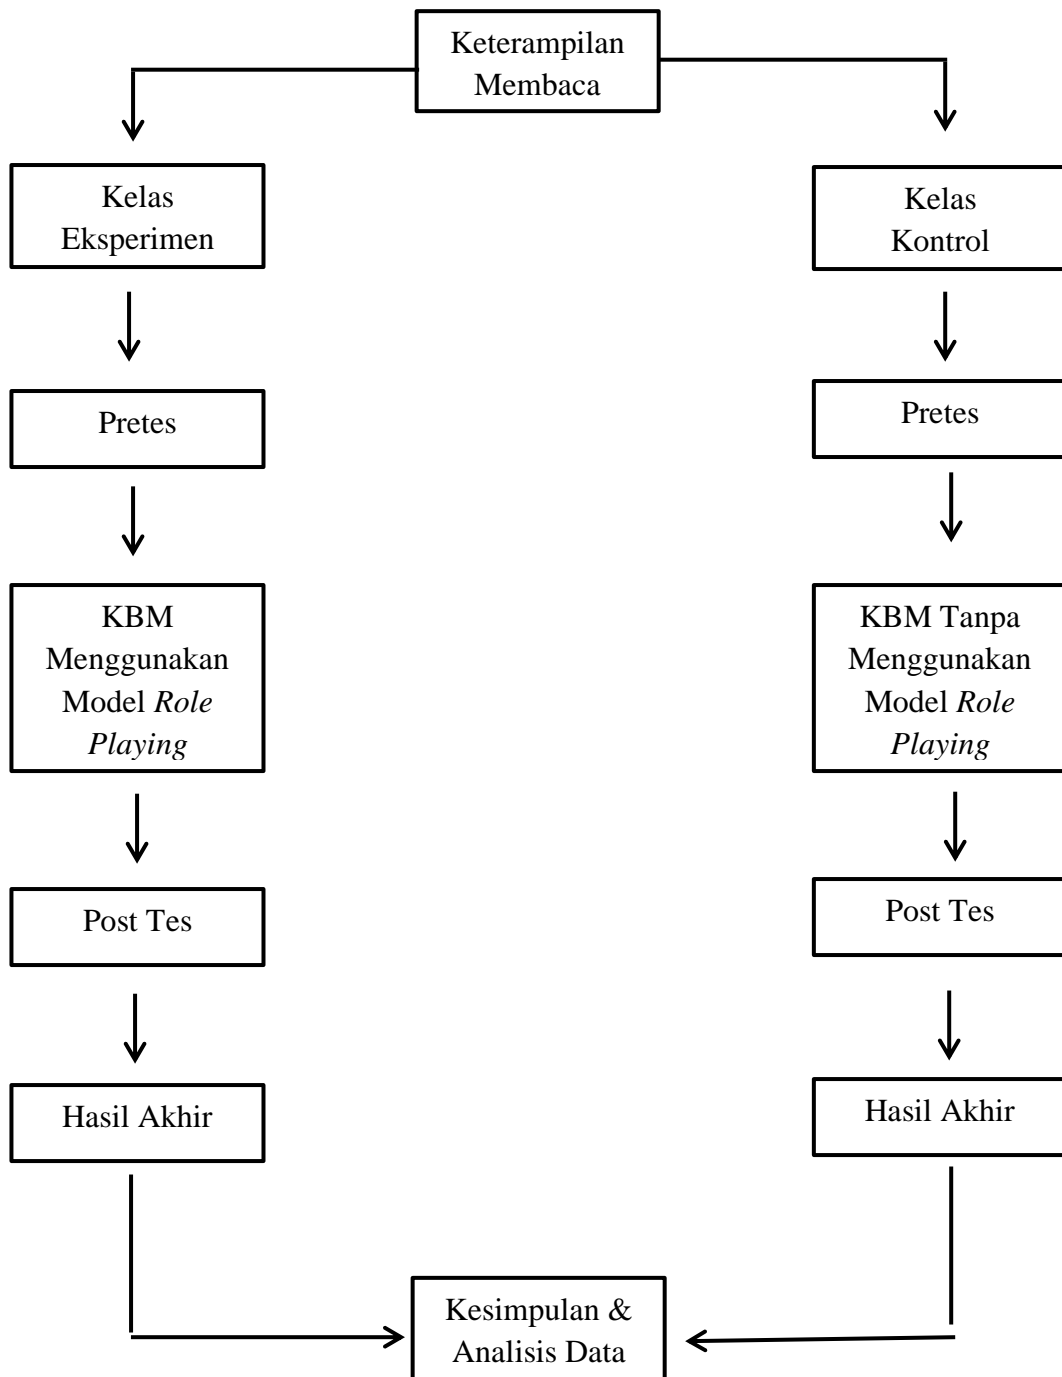 Keterampilan
Membaca
Kelas
Eksperimen
Kelas
Kontrol
Pretes
Pretes
KBM
Menggunakan
Model Role
Playing
KBM Tanpa
Menggunakan
Model Role
Playing
Post Tes
Post Tes
Hasil Akhir
Hasil Akhir
Kesimpulan &
Analisis Data